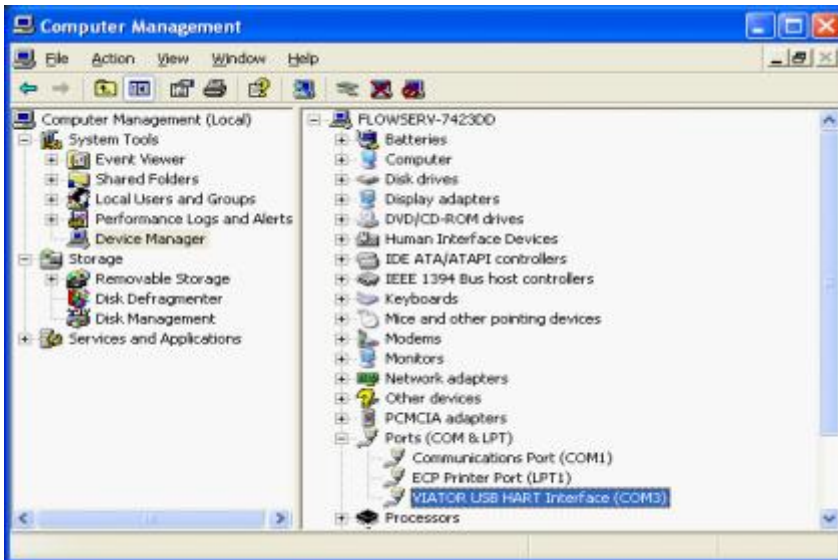 Computer Management
File Action View Window Help
Computer Management (Local)
System Tools
Event Viewer
Shared Folders
Local Users and Groups
Performance Logs and Alerts
Device Manager
Storage
Removable Storage
Disk Defragmenter
Disk Management
Services and Applications
FLOWSERV-7423DD
Batteries
Computer
Disk drives
Display adapters
DVD/CD-ROM drives
Human Interface Devices
IDE ATA/ATAPI controllers
IEEE 1394 Bus host controllers
Keyboards
Mice and other pointing devices
Modems
Monitors
Network adapters
Other devices
PCMCIA adapters
Ports (COM & LPT)
Communications Port (COM1)
ECP Printer Port (LPT1)
VIATOR USB HART Interface (COM3)
Processors